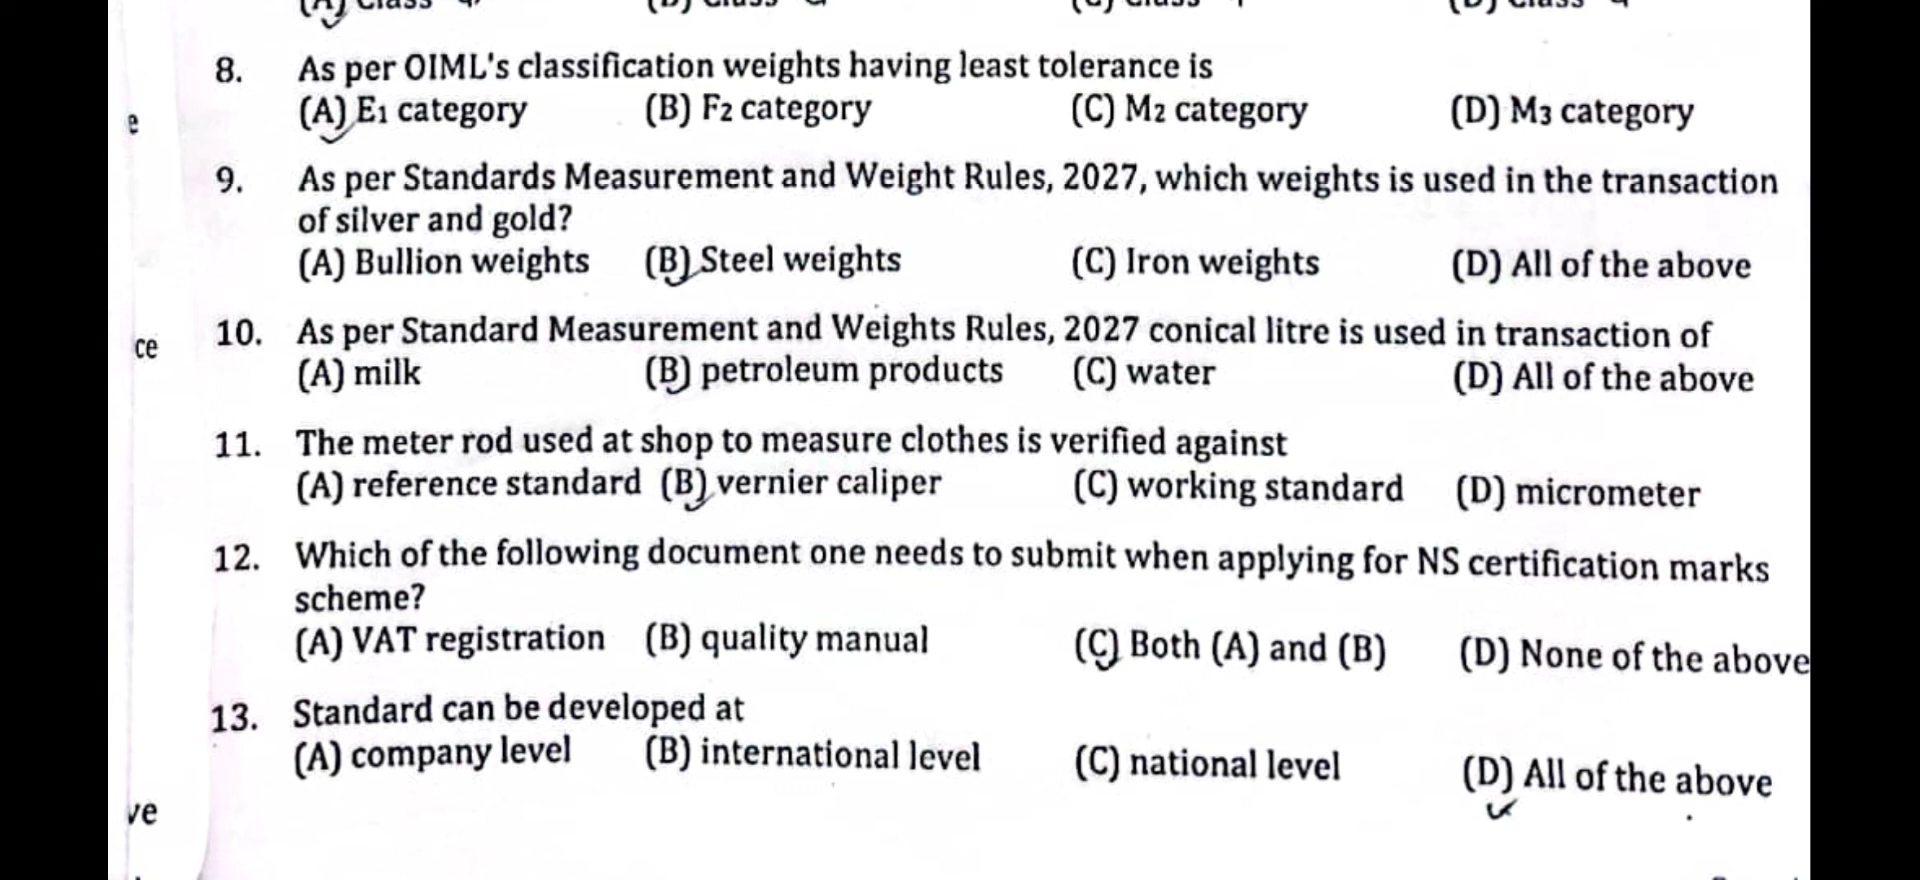 8. As per OIML's classification weights having least tolerance is
(A) E1 category (B) F2 category (C) M2 category (D) M3 category
e
9. As per Standards Measurement and Weight Rules, 2027, which weights is used in the transaction
of silver and gold?
(A) Bullion weights (B) Steel weights (C) Iron weights (D) All of the above
10. As per Standard Measurement and Weights Rules, 2027 conical litre is used in transaction of
ce
(A) milk (B) petroleum products (C) water (D) All of the above
11. The meter rod used at shop to measure clothes is verified against
(A) reference standard (B) vernier caliper (C) working standard (D) micrometer
12. Which of the following document one needs to submit when applying for NS certification marks
scheme?
(A) VAT registration (B) quality manual (C) Both (A) and (B) (D) None of the above
13. Standard can be developed at
(A) company level (B) international level (C) national level (D) All of the above
ve